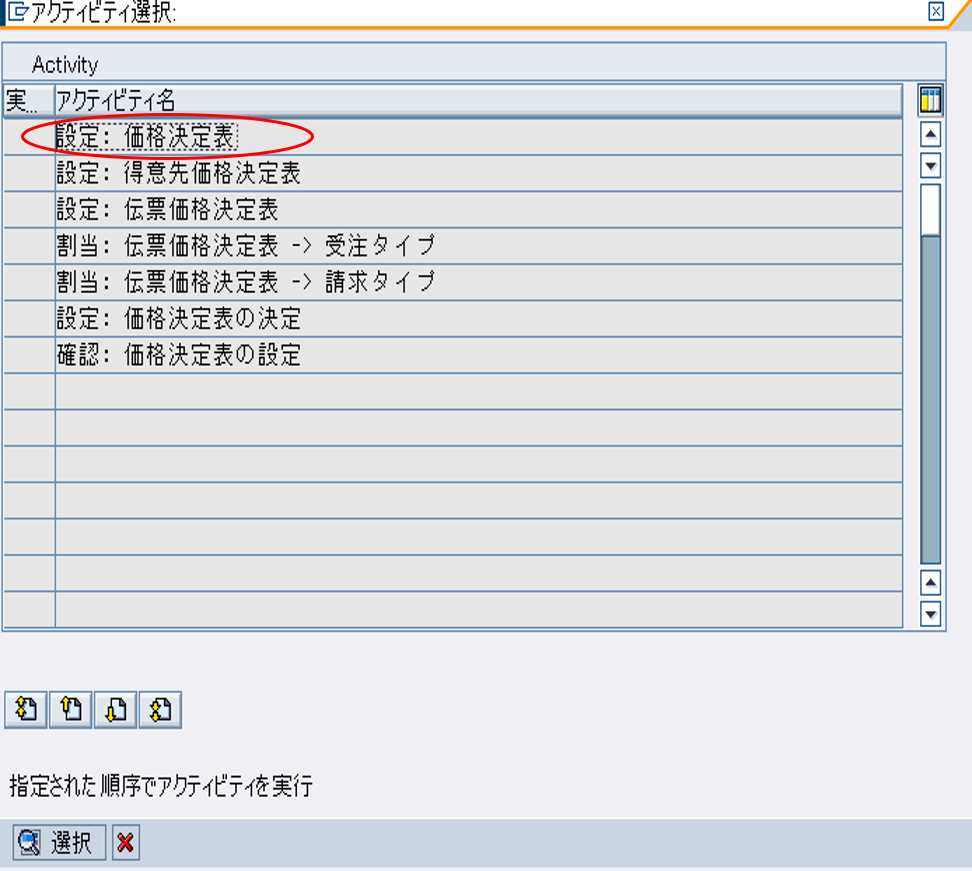 アクティビティ選択:
Activity
実... アクティビティ名
設定: 価格決定表
設定: 得意先価格決定表
設定: 伝票価格決定表
割当: 伝票価格決定表 -> 受注タイプ
割当: 伝票価格決定表 -> 請求タイプ
設定: 価格決定表の決定
確認: 価格決定表の設定
指定された順序でアクティビティを実行
選択